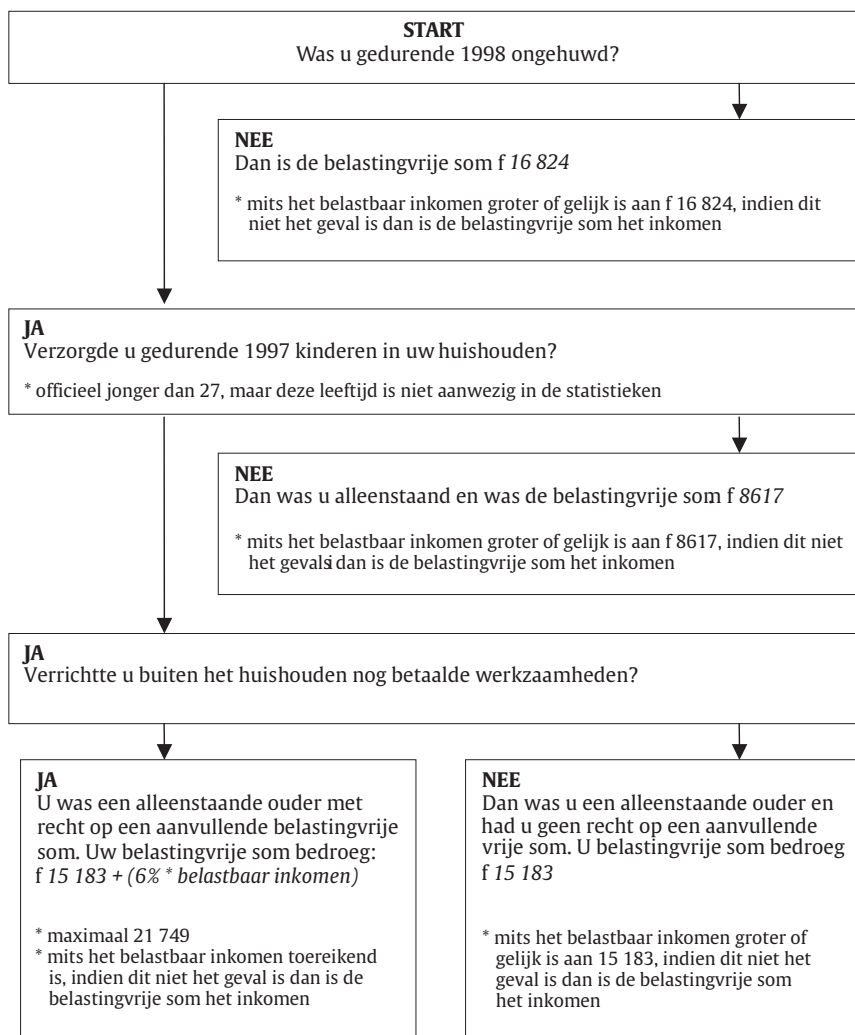 START
Was u gedurende 1998 ongehuwd?
NEE
Dan is de belastingvrije som f 16 824
* mits het belastbaar inkomen groter of gelijk is aan f 16 824, indien dit
niet het geval is dan is de belastingvrije som het inkomen
JA
Verzorgde u gedurende 1997 kinderen in uw huishouden?
* officieel jonger dan 27, maar deze leeftijd is niet aanwezig in de statistieken
NEE
Dan was u alleenstaand en was de belastingvrije som f 8617
* mits het belastbaar inkomen groter of gelijk is aan f 8617, indien dit niet
het gevalsi dan is de belastingvrije som het inkomen
JA
Verrichtte u buiten het huishouden nog betaalde werkzaamheden?
JA
U was een alleenstaande ouder met
recht op een aanvullende belastingvrije
som. Uw belastingvrije som bedroeg:
f 15 183 + (6% * belastbaar inkomen)
* maximaal 21 749
* mits het belastbaar inkomen toereikend
is, indien dit niet het geval is dan is de
belastingvrije som het inkomen
NEE
Dan was u een alleenstaande ouder en
had u geen recht op een aanvullende
vrije som. U belastingvrije som bedroeg
f 15 183
* mits het belastbaar inkomen groter of
gelijk is aan 15 183, indien dit niet het
geval is dan is de belastingvrije som
het inkomen